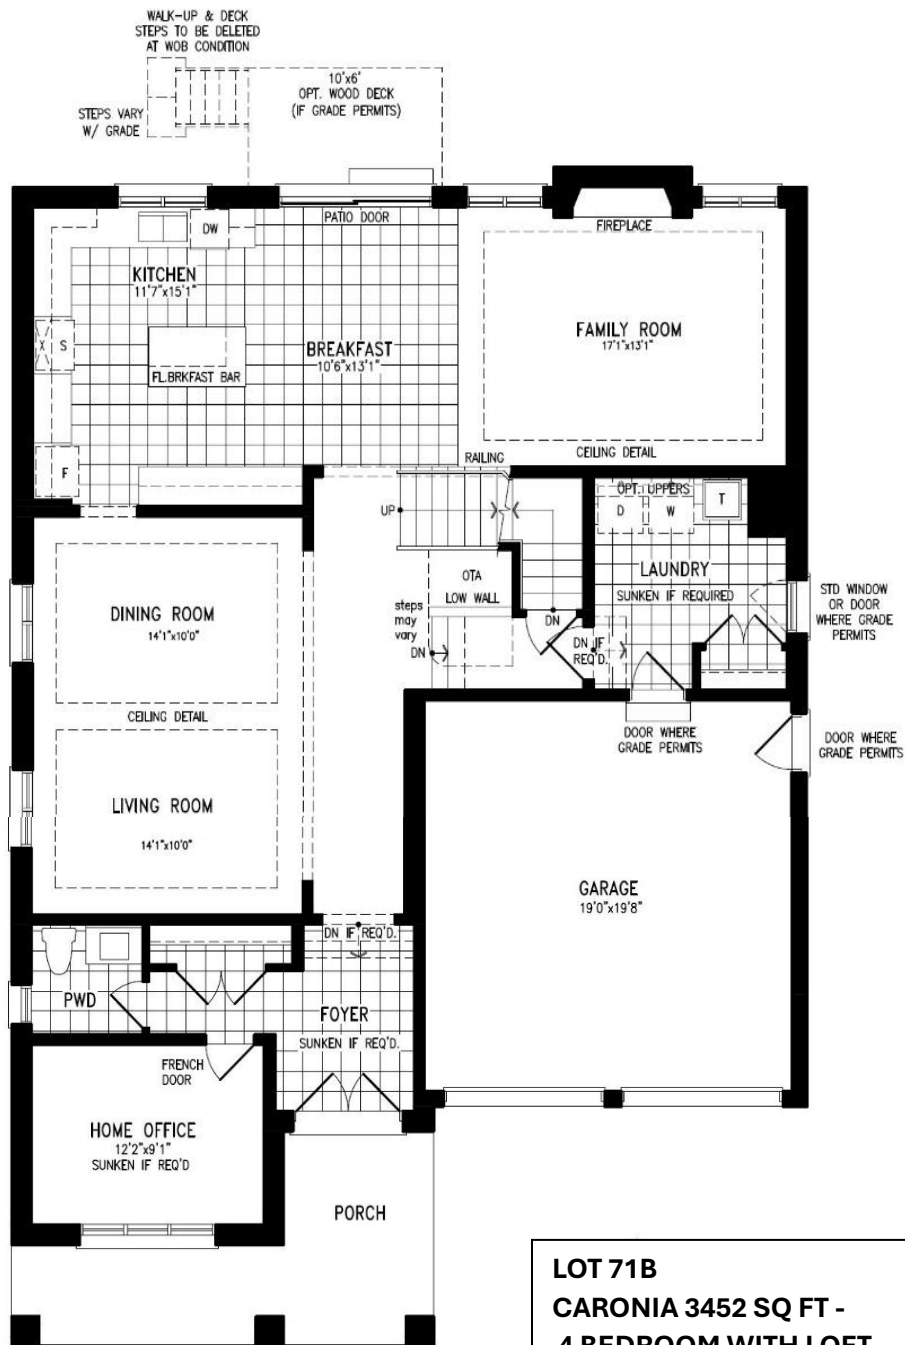 WALK-UP & DECK
STEPS TO BE DELETED
AT WOB CONDITION
10'x6'
OPT. WOOD DECK
(IF GRADE PERMITS)
STEPS VARY
W/ GRADE
PATIO DOOR
FIREPLACE
DW
KITCHEN
11'7"x15'1"
S
FL.BRKFAST BAR
BREAKFAST
10'6"x13'1"
FAMILY ROOM
17'1"x13'1"
CEILING DETAIL
RAILING
F
UP
OPT. UPPERS
D
W
T
LAUNDRY
SUNKEN IF REQUIRED
STD WINDOW
OR DOOR
WHERE GRADE
PERMITS
OTA
LOW WALL
steps
may
vary
DN
DN
DN IF
REQ'D.
DINING ROOM
14'1"x10'0"
CEILING DETAIL
LIVING ROOM
14'1"x10'0"
DOOR WHERE
GRADE PERMITS
DOOR WHERE
GRADE PERMITS
GARAGE
19'0"x19'8"
DN IF REQ'D.
PWD
FOYER
SUNKEN IF REQ'D.
FRENCH
DOOR
HOME OFFICE
12'2"x9'1"
SUNKEN IF REQ'D
PORCH
LOT 71B
CARONIA 3452 SQ FT -
4 BEDROOM WITH LOFT